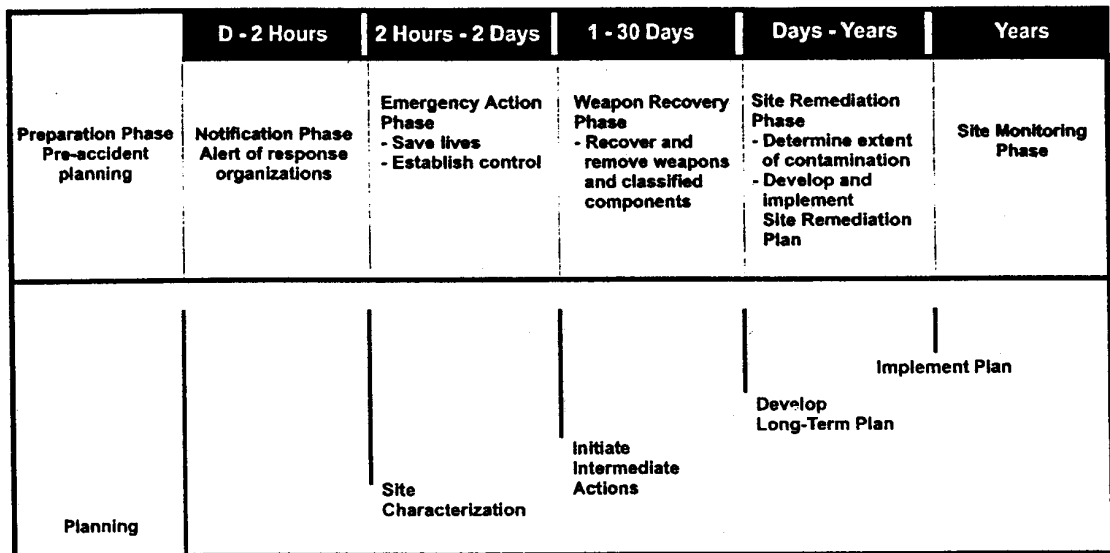 D - 2 Hours
2 Hours - 2 Days
1 - 30 Days
Days - Years
Years
Preparation Phase
Pre-accident
planning
Notification Phase
Alert of response
organizations
Emergency Action
Phase
- Save lives
- Establish control
Weapon Recovery
Phase
- Recover and
remove weapons
and classified
components
Site Remediation
Phase
- Determine extent
of contamination
- Develop and
implement
Site Remediation
Plan
Site Monitoring
Phase
Planning
Site
Characterization
Initiate
Intermediate
Actions
Develop
Long-Term Plan
Implement Plan